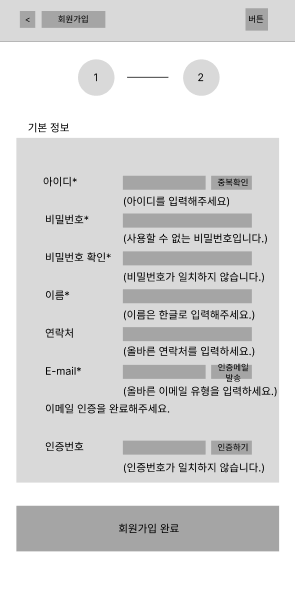 < 회원가입 버튼
1 2
기본 정보
아이디* 중복확인
(아이디를 입력해주세요)
비밀번호*
(사용할 수 없는 비밀번호입니다.)
비밀번호 확인*
(비밀번호가 일치하지 않습니다.)
이름*
(이름은 한글로 입력해주세요.)
연락처
(올바른 연락처를 입력하세요.)
E-mail* 인증메일
발송
(올바른 이메일 유형을 입력하세요.)
이메일 인증을 완료해주세요.
인증번호 인증하기
(인증번호가 일치하지 않습니다.)
회원가입 완료